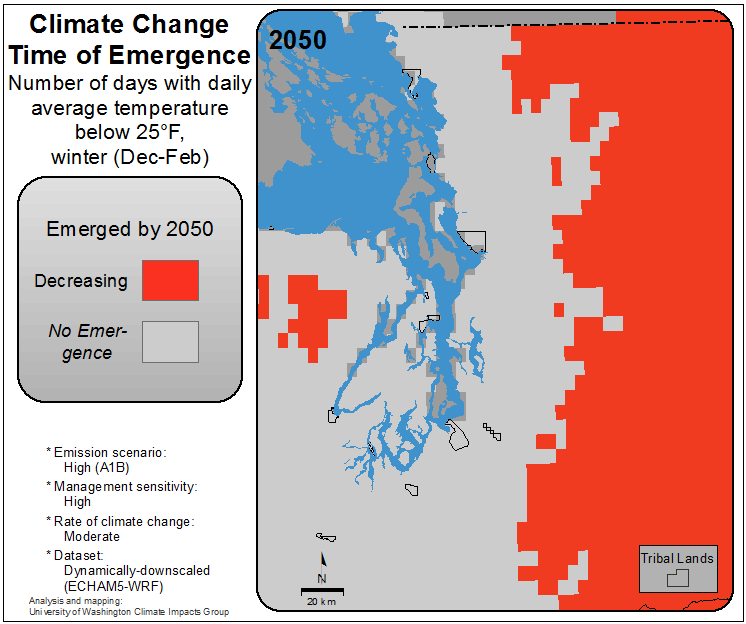 Climate Change
Time of Emergence
Number of days with daily
average temperature
below 25°F,
winter (Dec-Feb)
Emerged by 2050
Decreasing
No Emer-
gence
* Emission scenario:
High (A1B)
* Management sensitivity:
High
* Rate of climate change:
Moderate
* Dataset:
Dynamically-downscaled
(ECHAM5-WRF)
Analysis and mapping:
University of Washington Climate Impacts Group
2050
N
20 km
Tribal Lands